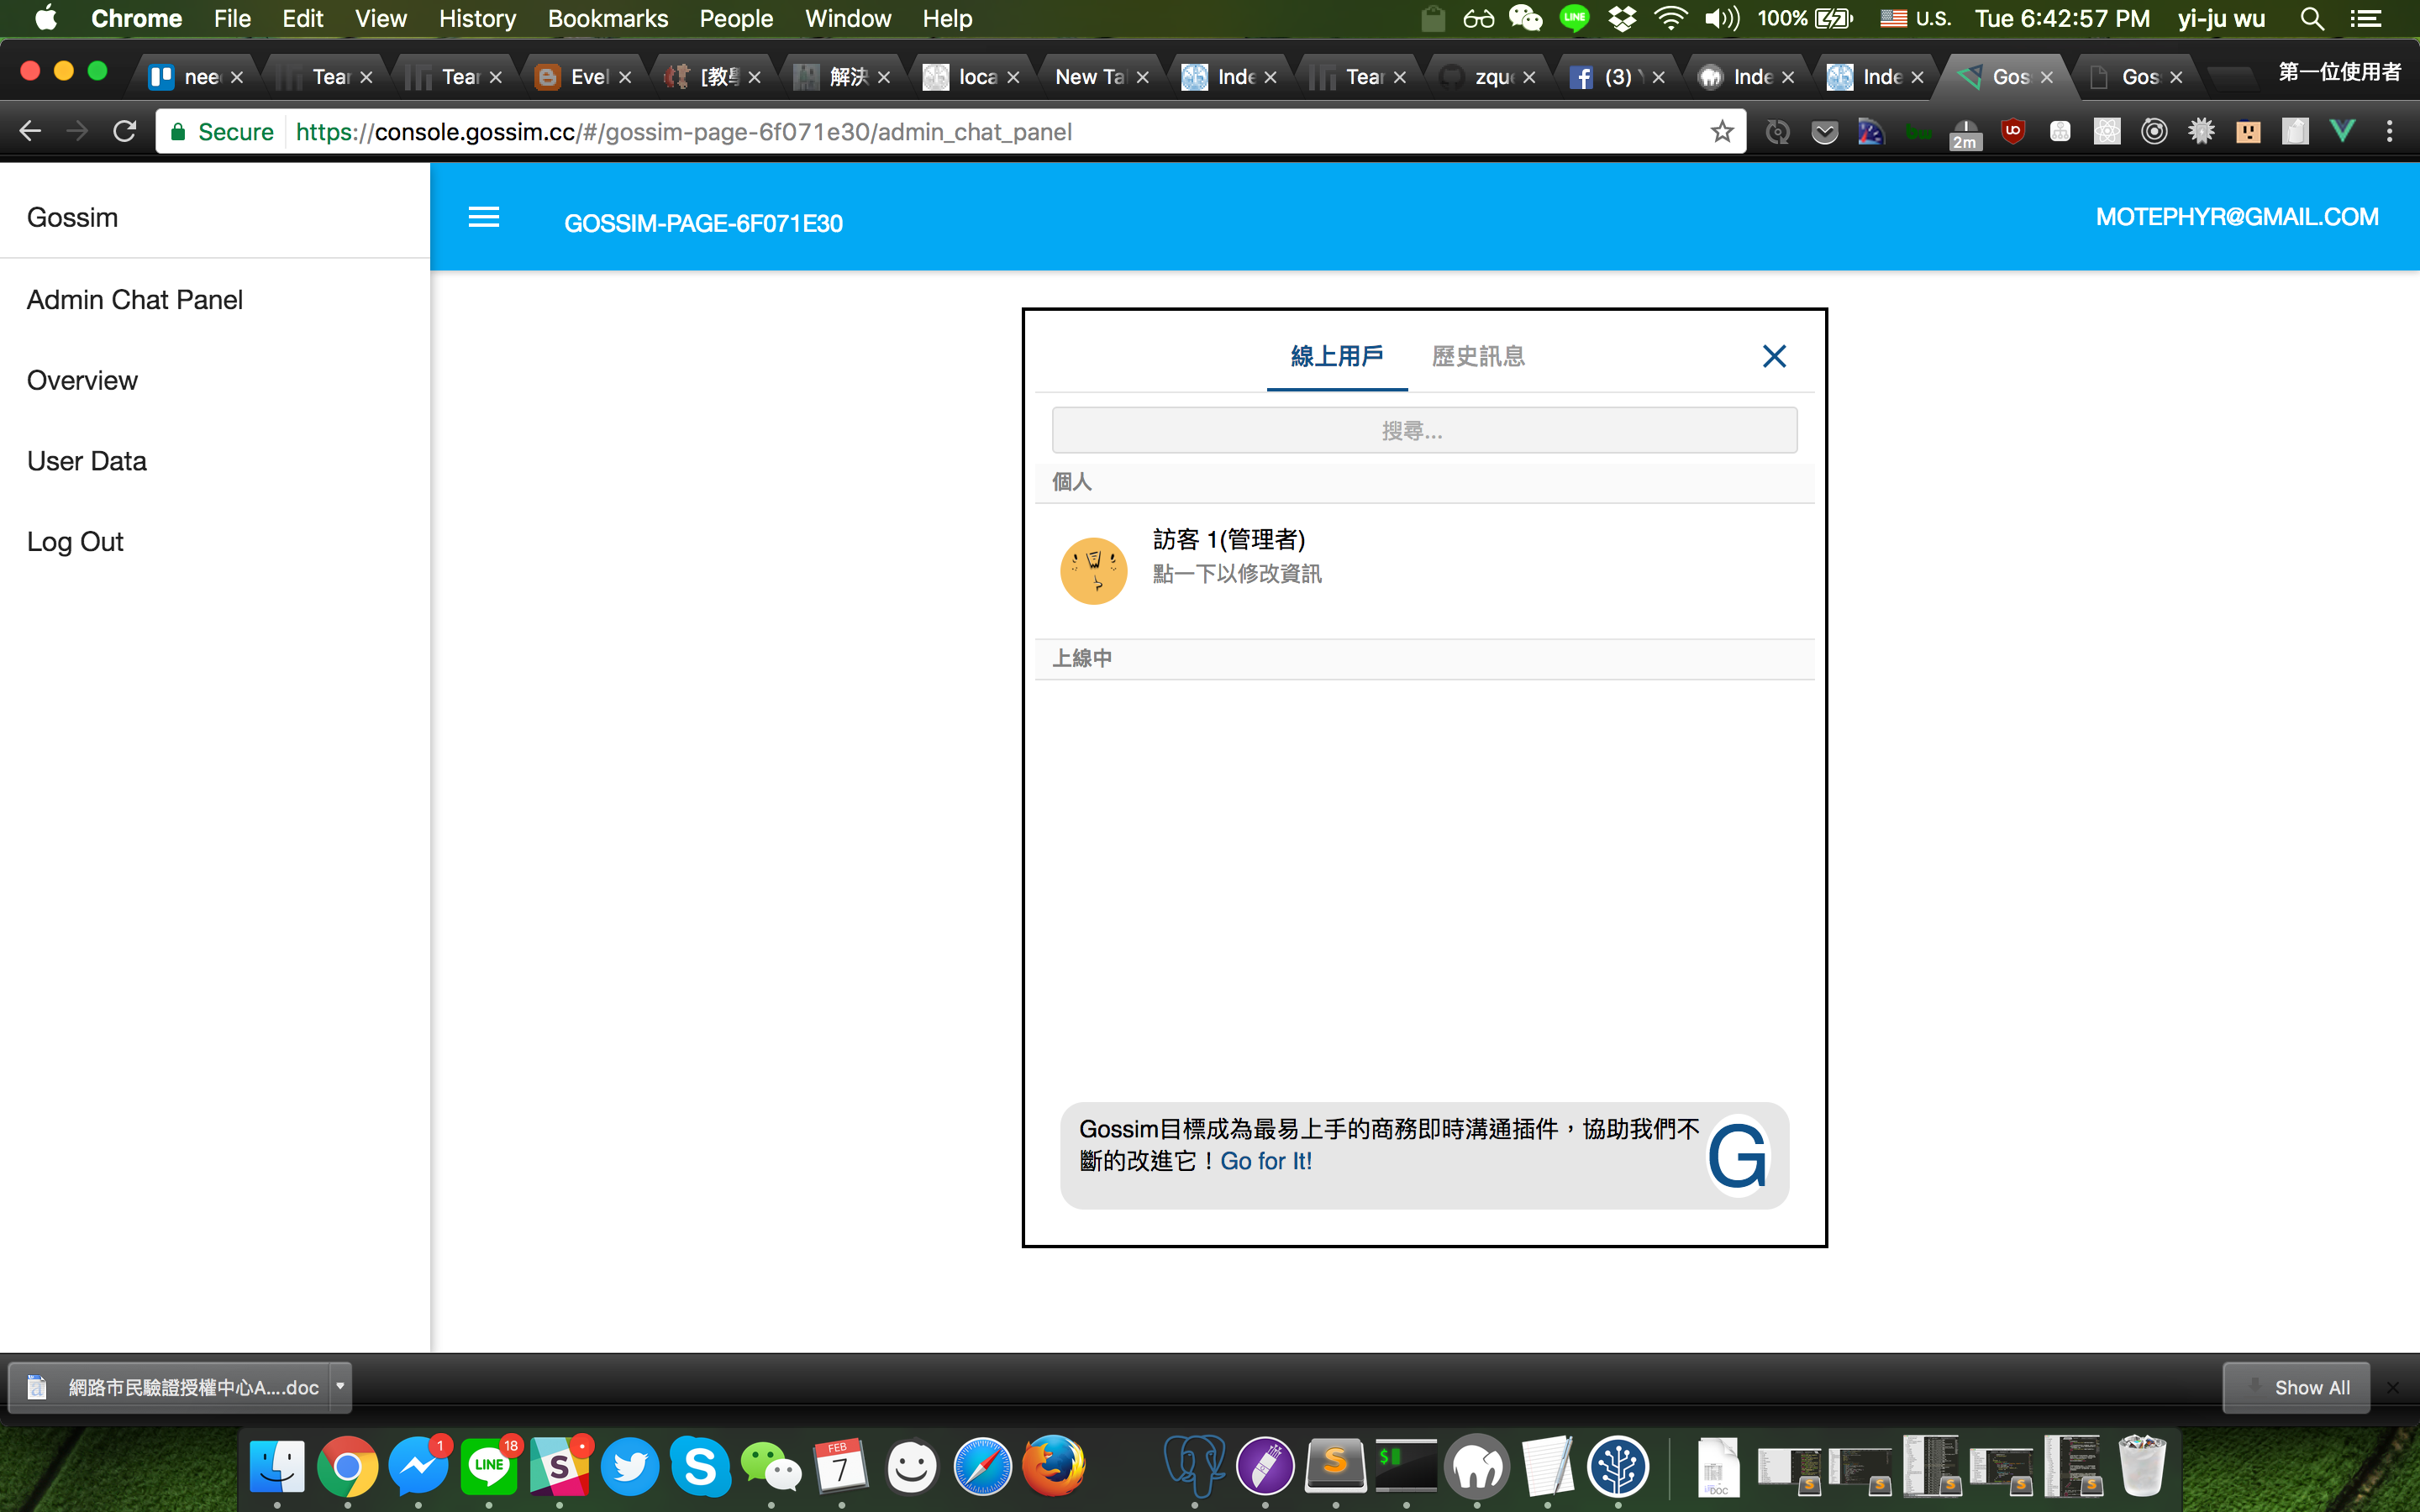 Chrome File Edit View History Bookmarks People Window Help 100% U.S. Tue 6:42:57 PM yi-ju wu
nee Tear Tear Evel [教學 解決 loca New Ta Inde Tear zqu (3) Y Inde Inde Gos Gos 第一位使用者
Secure https://console.gossim.cc/#/gossim-page-6f071e30/admin_chat_panel 2m
Gossim
GOSSIM-PAGE-6F071E30
MOTEPHYR@GMAIL.COM
Admin Chat Panel
Overview
User Data
Log Out
線上用戶 歷史訊息
搜尋...
個人
訪客 1(管理者)
點一下以修改資訊
上線中
Gossim目標成為最易上手的商務即時溝通插件，協助我們不
斷的改進它！Go for It!
G
網路市民驗證授權中心A....doc
Show All
1
18
LINE
FEB
7
DOC